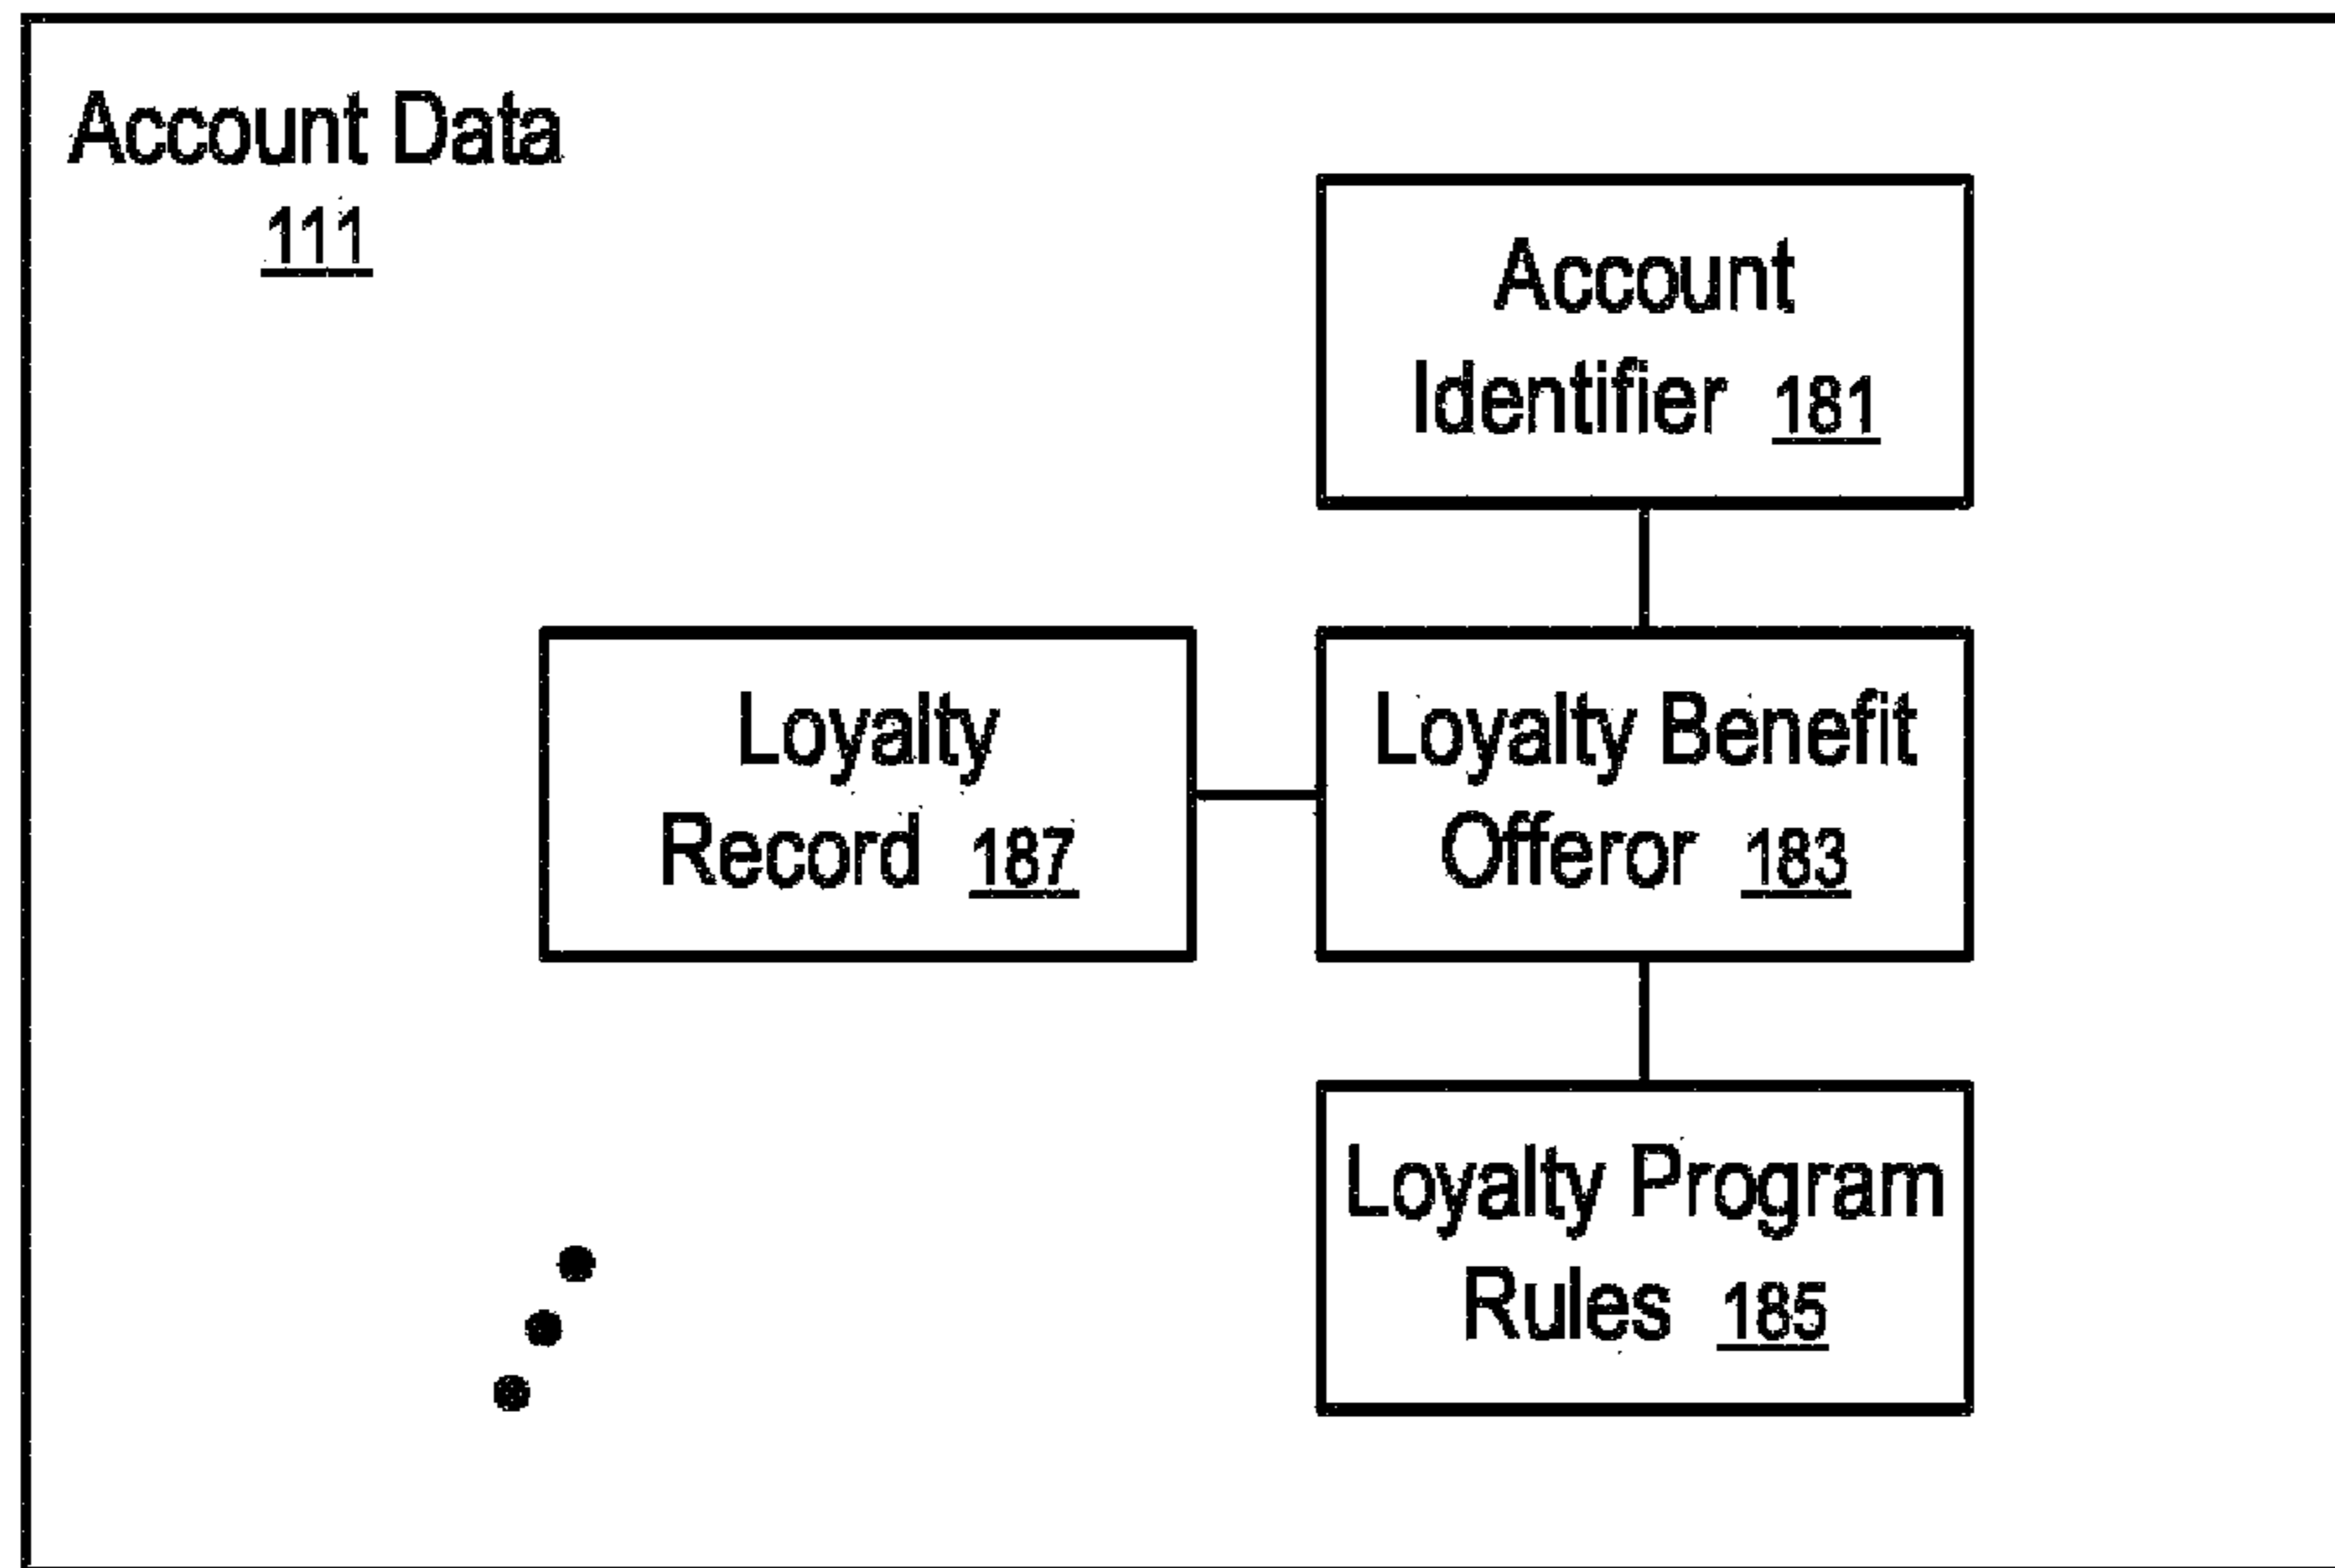 Account Data
111
Account
Identifier 181
Loyalty
Record 187
Loyalty Benefit
Offeror 183
Loyalty Program
Rules 185